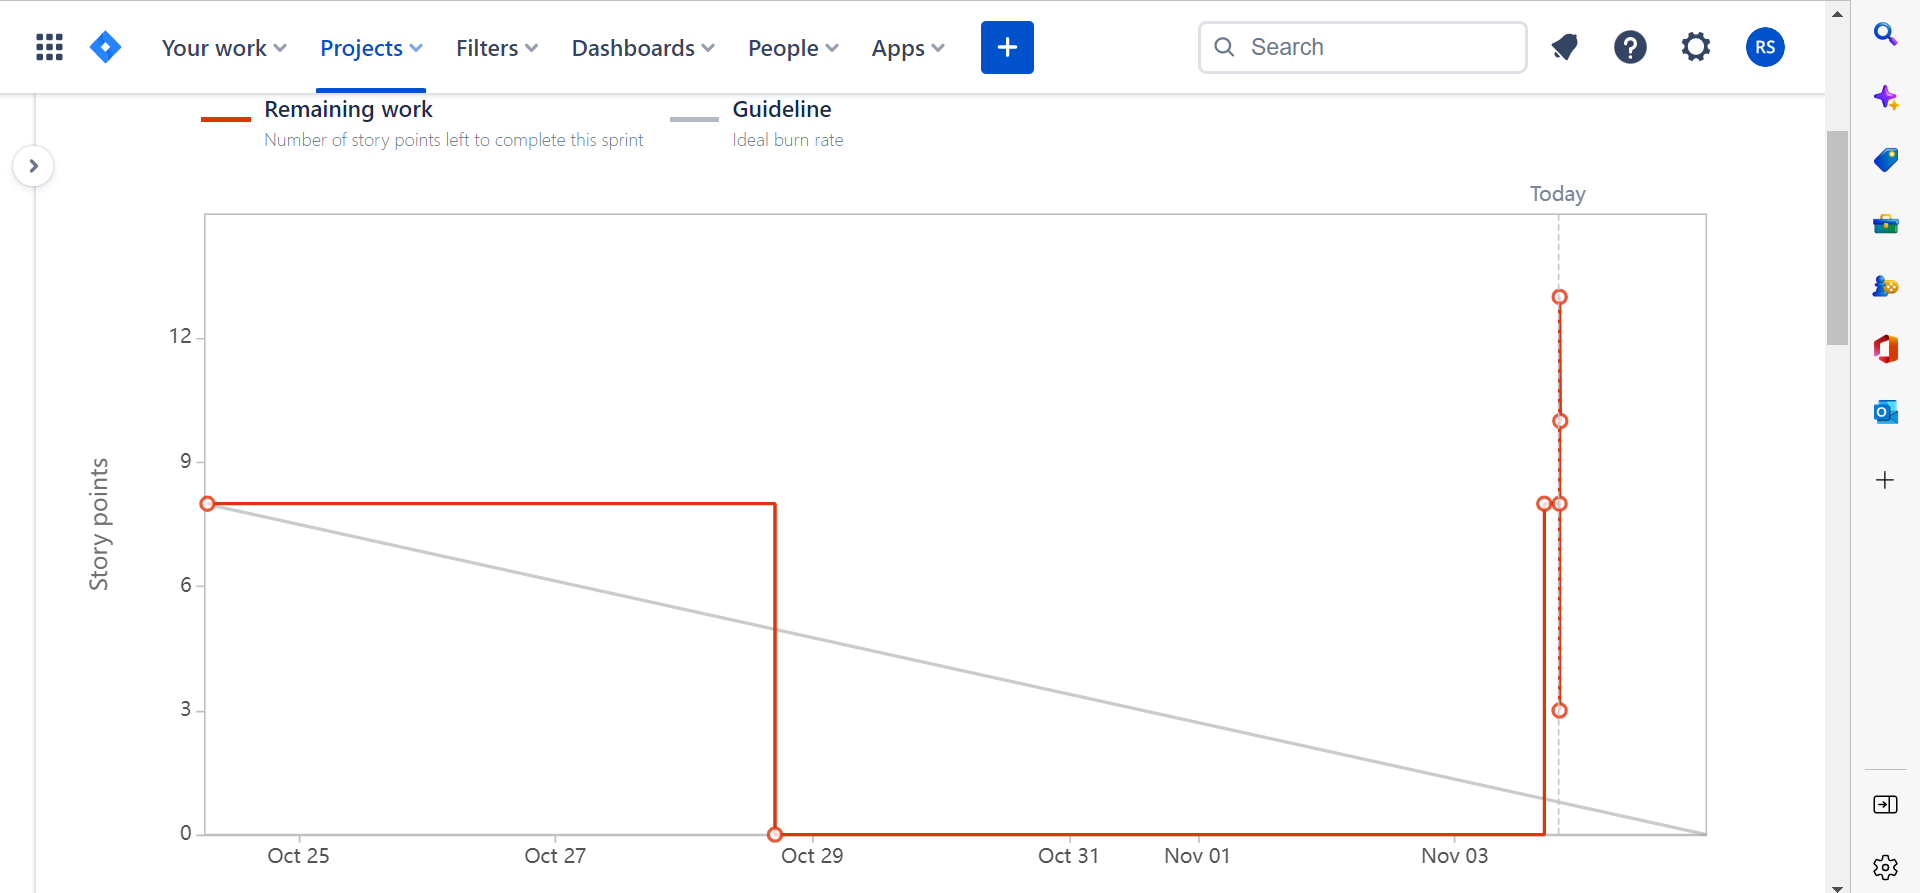 Your work Projects Filters Dashboards People Apps + Search ? RS
Remaining work Guideline
Number of story points left to complete this sprint Ideal burn rate
Today
12
9
6
3
0
Story points
Oct 25 Oct 27 Oct 29 Oct 31 Nov 01 Nov 03